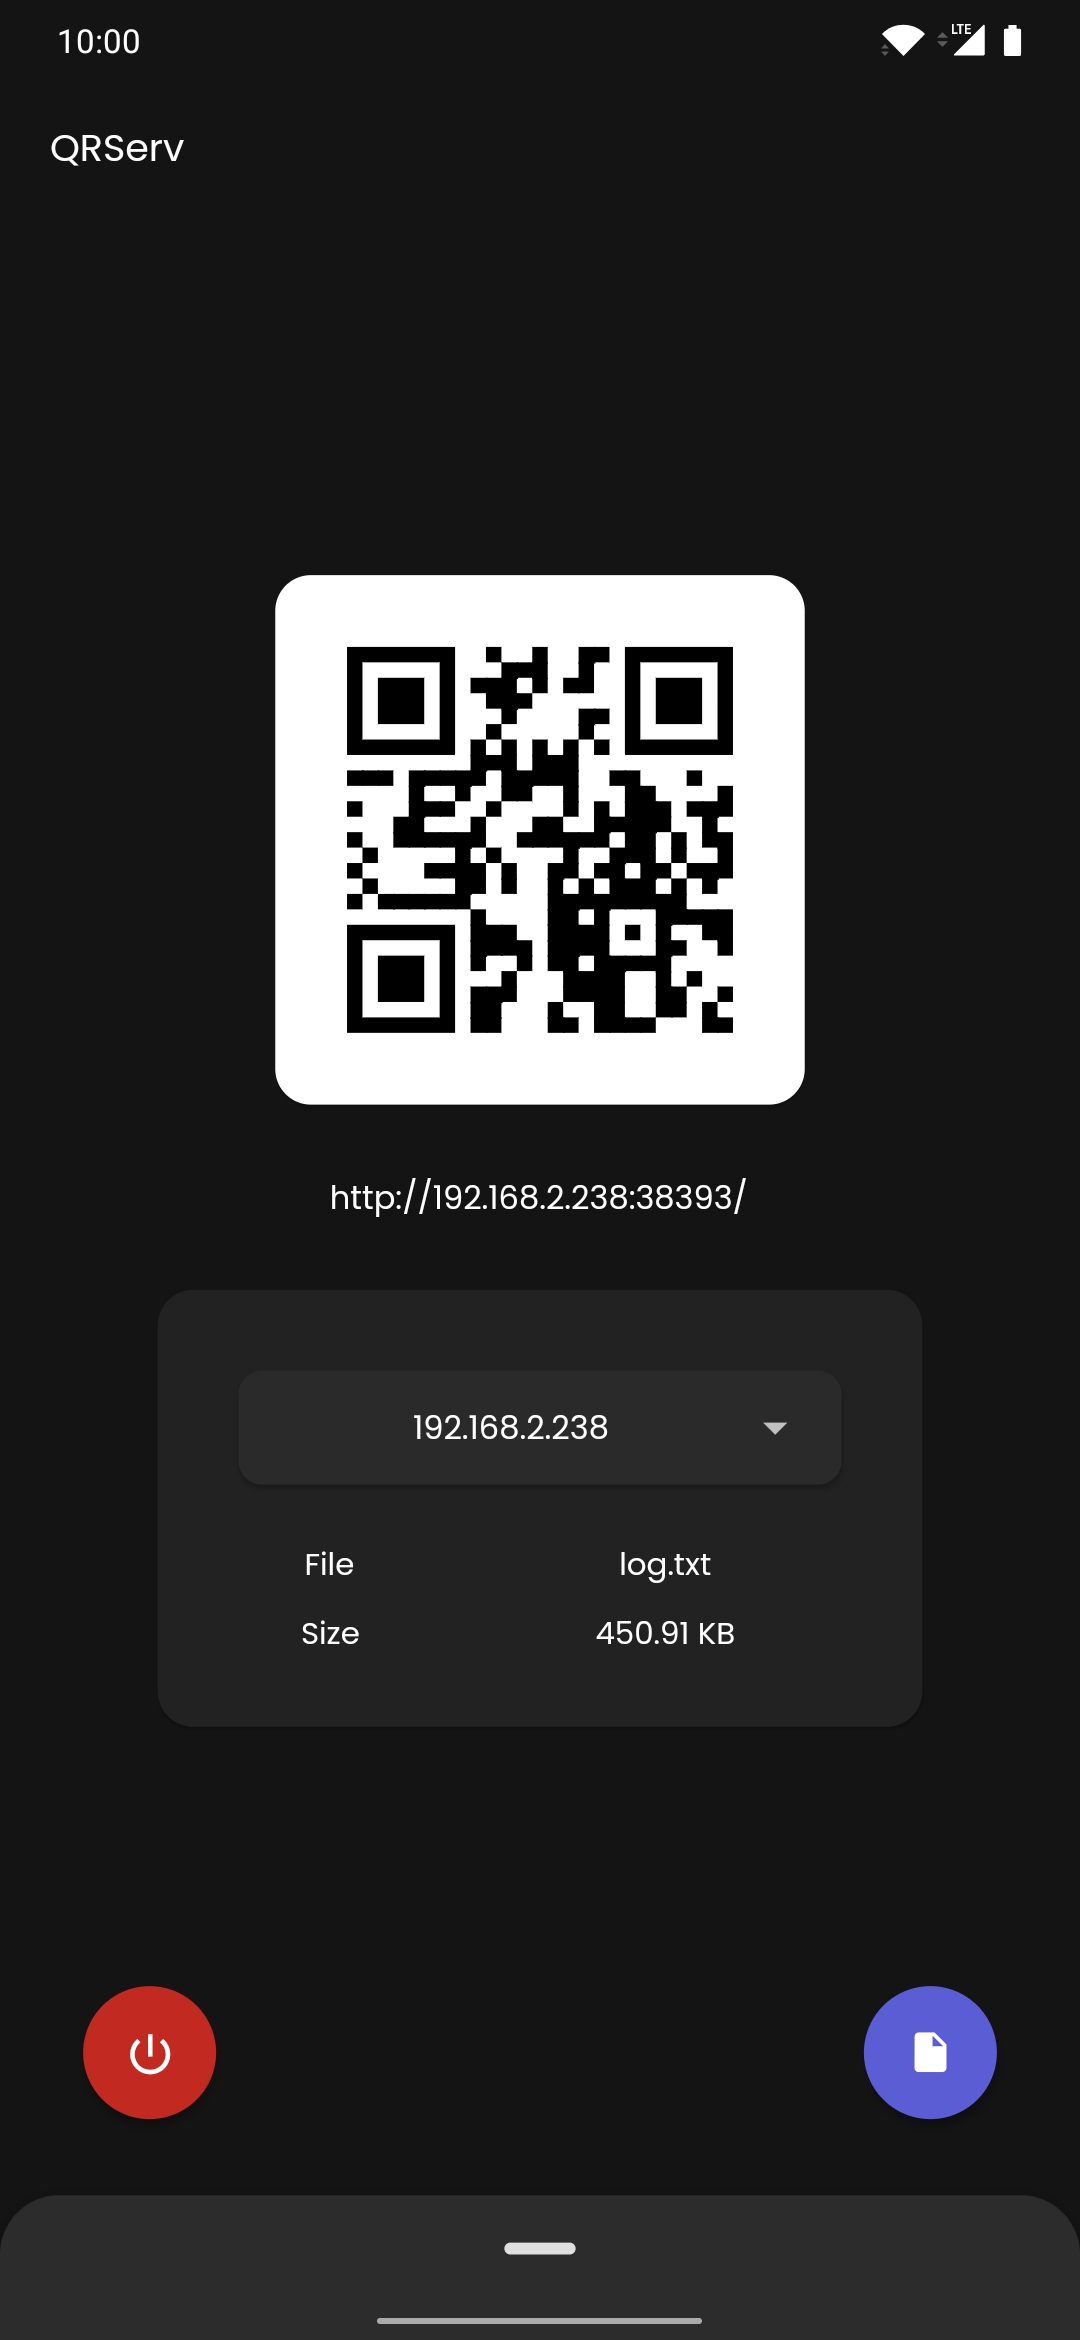 10:00
LTE
QRServ
http://192.168.2.238:38393/
192.168.2.238
File log.txt
Size 450.91 KB